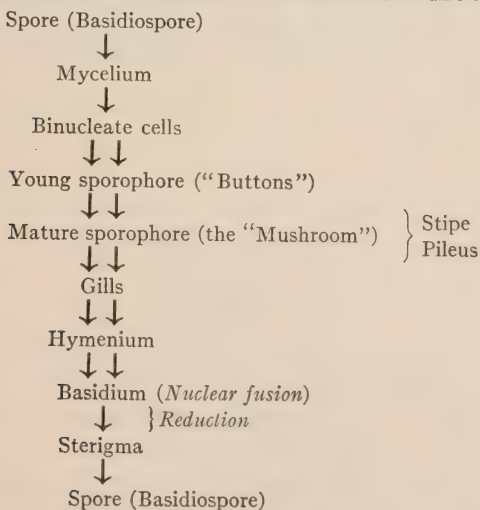 Spore (Basidiospore)
Mycelium
Binucleate cells
Young sporophore (“Buttons”)
Mature sporophore (the “Mushroom”) } Stipe
Pileus
Gills
Hymenium
Basidium (Nuclear fusion)
} Reduction
Sterigma
Spore (Basidiospore)